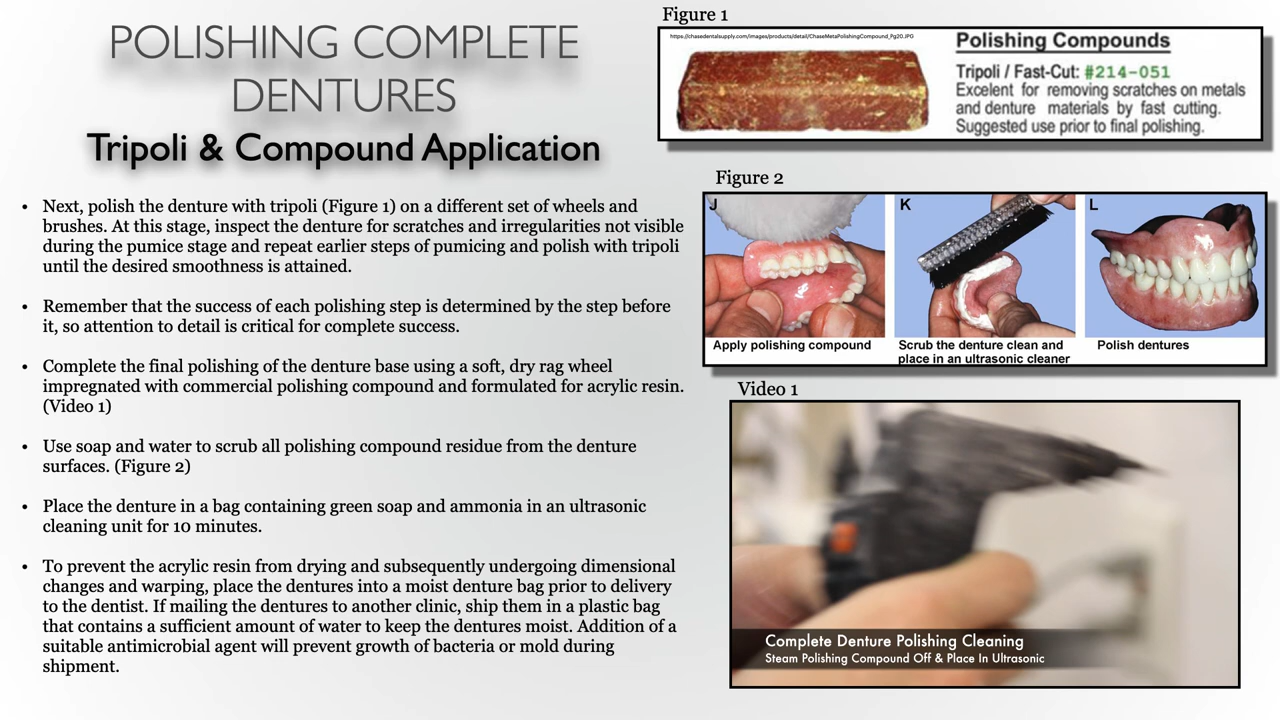 POLISHING COMPLETE
DENTURES
Tripoli & Compound Application
• Next, polish the denture with tripoli (Figure 1) on a different set of wheels and
brushes. At this stage, inspect the denture for scratches and irregularities not visible
during the pumice stage and repeat earlier steps of pumicing and polish with tripoli
until the desired smoothness is attained.
• Remember that the success of each polishing step is determined by the step before
it, so attention to detail is critical for complete success.
• Complete the final polishing of the denture base using a soft, dry rag wheel
impregnated with commercial polishing compound and formulated for acrylic resin.
(Video 1)
• Use soap and water to scrub all polishing compound residue from the denture
surfaces. (Figure 2)
• Place the denture in a bag containing green soap and ammonia in an ultrasonic
cleaning unit for 10 minutes.
• To prevent the acrylic resin from drying and subsequently undergoing dimensional
changes and warping, place the dentures into a moist denture bag prior to delivery
to the dentist. If mailing the dentures to another clinic, ship them in a plastic bag
that contains a sufficient amount of water to keep the dentures moist. Addition of a
suitable antimicrobial agent will prevent growth of bacteria or mold during
shipment.
Figure 1
https://chasedentalsupply.com/images/products/detail/ChaseMetaPolishingCompound_Pg20.JPG
Polishing Compounds
Tripoli / Fast-Cut: #214-051
Excelent for removing scratches on metals
and denture materials by fast cutting.
Suggested use prior to final polishing.
Figure 2
J
Apply polishing compound
K
Scrub the denture clean and
place in an ultrasonic cleaner
L
Polish dentures
Video 1
Complete Denture Polishing Cleaning
Steam Polishing Compound Off & Place In Ultrasonic